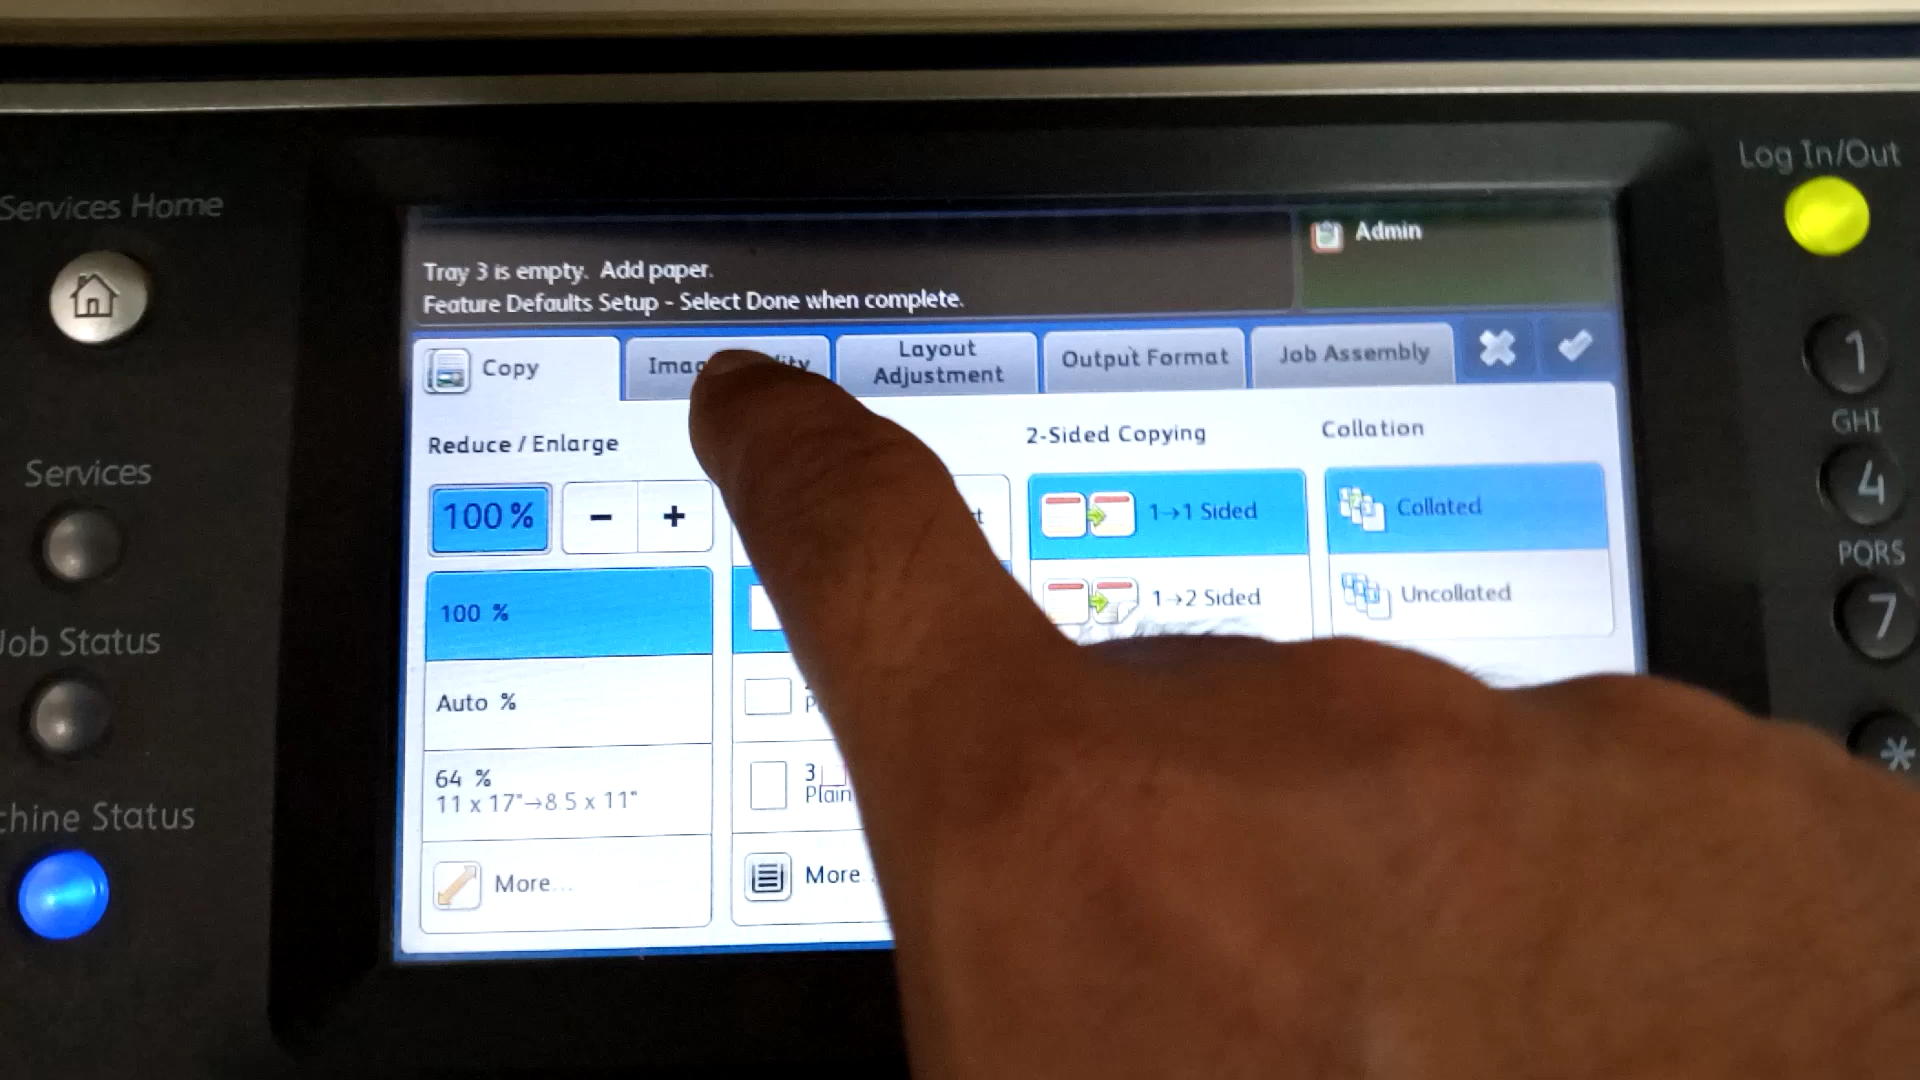 Log In/Out
Services Home
Admin
Tray 3 is empty. Add paper.
Feature Defaults Setup - Select Done when complete.
Copy
Layout
Adjustment
Output Format
Job Assembly
1
GHI
4
PQRS
7
*
Reduce / Enlarge
2-Sided Copying
Collation
100%
-
+
1→1 Sided
Collated
Services
100 %
1→2 Sided
Uncollated
Job Status
Auto %
64 %
11 x 17"→8.5 x 11"
3
Plain
Status
More...
More